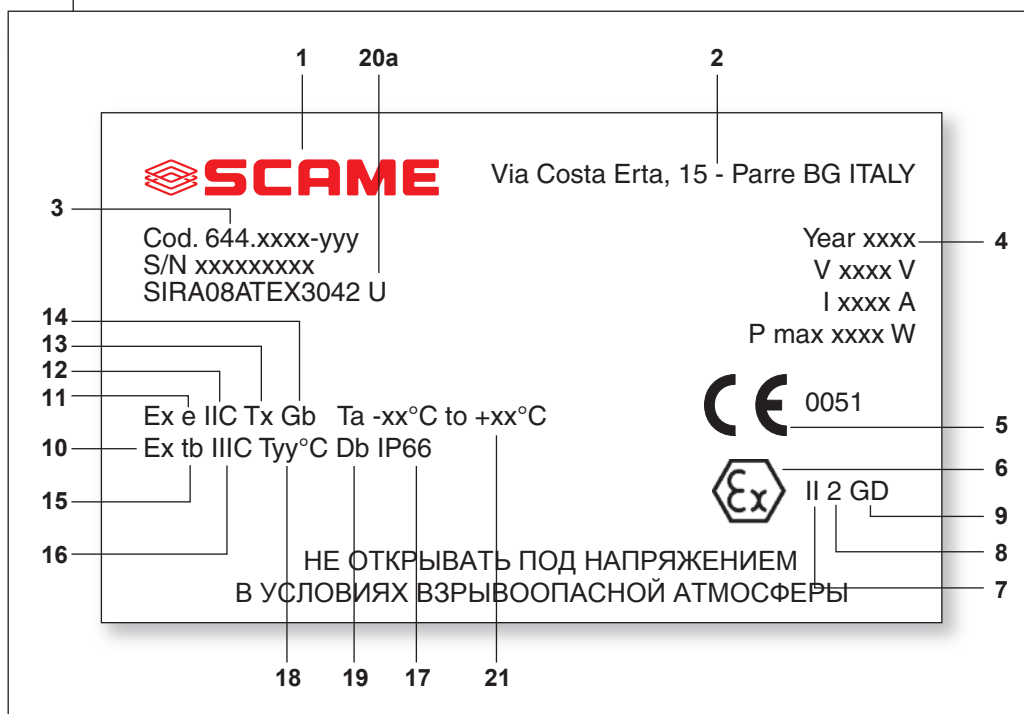 1 20a 2
SCAME
Via Costa Erta, 15 - Parre BG ITALY
3
Cod. 644.xxxx-yyy
S/N xxxxxxxxx
SIRA08ATEX3042 U
Year xxxx
4
V xxxx V
I xxxx A
P max xxxx W
14
13
12
11
Ex e IIC Tx Gb Ta -xx°C to +xx°C
10
Ex tb IIIC Tyy°C Db IP66
15
16
CE 0051
5
6
Ex II 2 GD
9
8
7
НЕ ОТКРЫВАТЬ ПОД НАПРЯЖЕНИЕМ
В УСЛОВИЯХ ВЗРЫВООПАСНОЙ АТМОСФЕРЫ
18 19 17 21